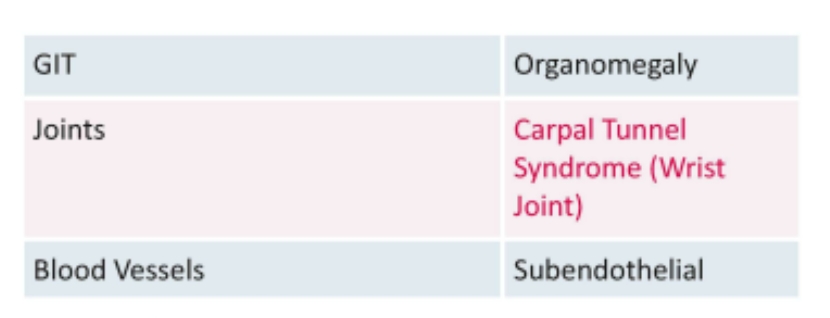 GIT
Organomegaly
Joints
Carpal Tunnel
Syndrome (Wrist
Joint)
Blood Vessels
Subendothelial